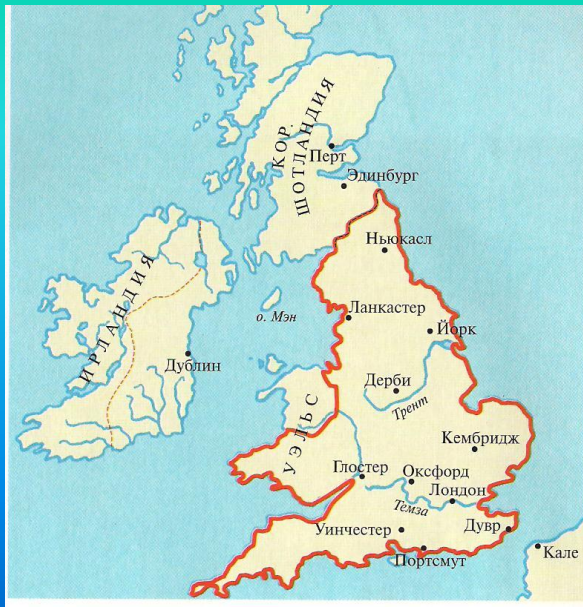 КОР. ШОТЛАНДИЯ
Перт
Эдинбург
Ньюкасл
ИРЛАНДИЯ
о. Мэн
Ланкастер
Йорк
Дублин
Дерби
Трент
УЭЛЬС
Кембридж
Глостер
Оксфорд
Лондон
Темза
Уинчестер
Дувр
Портсмут
Кале